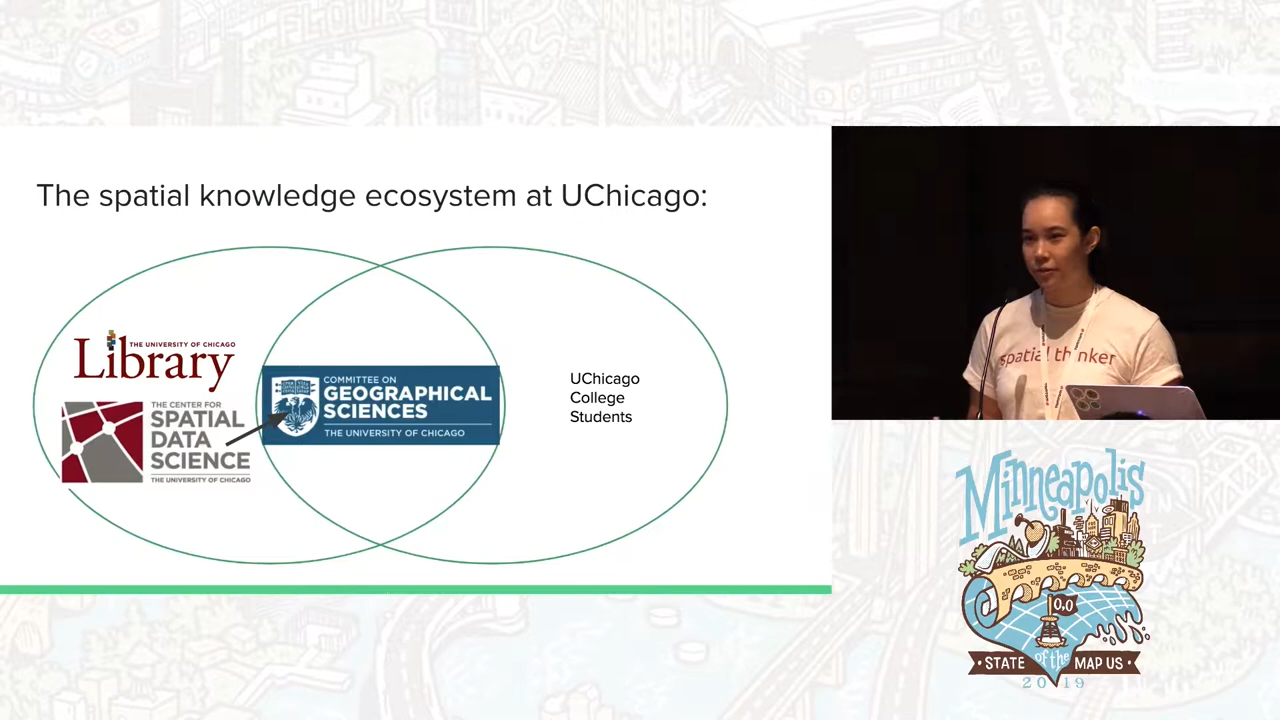 The spatial knowledge ecosystem at UChicago:
THE UNIVERSITY OF CHICAGO
Library
THE CENTER FOR
SPATIAL
DATA
SCIENCE
THE UNIVERSITY OF CHICAGO
COMMITTEE ON
GEOGRAPHICAL
SCIENCES
THE UNIVERSITY OF CHICAGO
UChicago
College
Students
spatial thinker
Minneapolis
0,0
STATE of the MAP US
2019